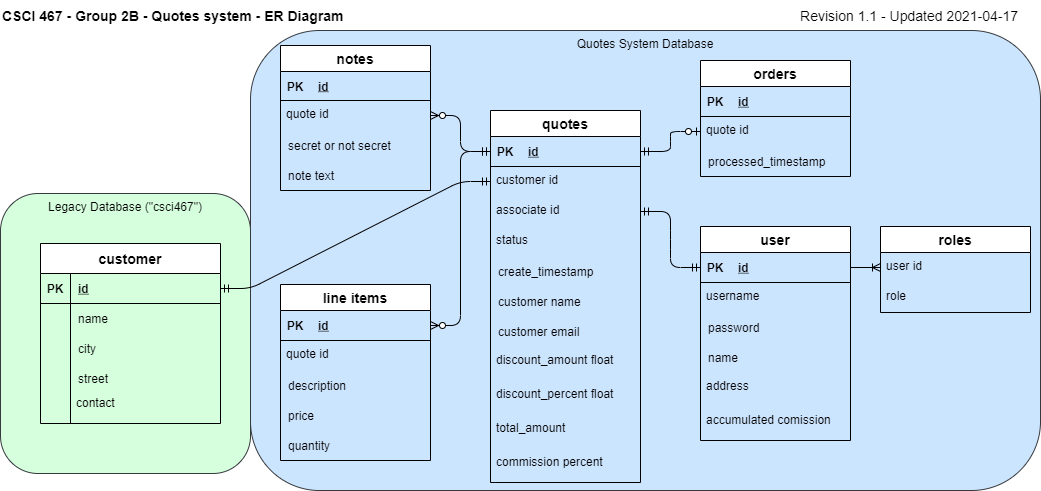 CSCI 467 - Group 2B - Quotes system - ER Diagram
Revision 1.1 - Updated 2021-04-17
Quotes System Database
notes
PK id
quote id
secret or not secret
note text
orders
PK id
quote id
processed_timestamp
quotes
PK id
customer id
associate id
status
create_timestamp
customer name
customer email
discount_amount float
discount_percent float
total_amount
commission percent
Legacy Database ("csci467")
customer
PK id
name
city
street
contact
line items
PK id
quote id
description
price
quantity
user
PK id
username
password
name
address
accumulated comission
roles
user id
role